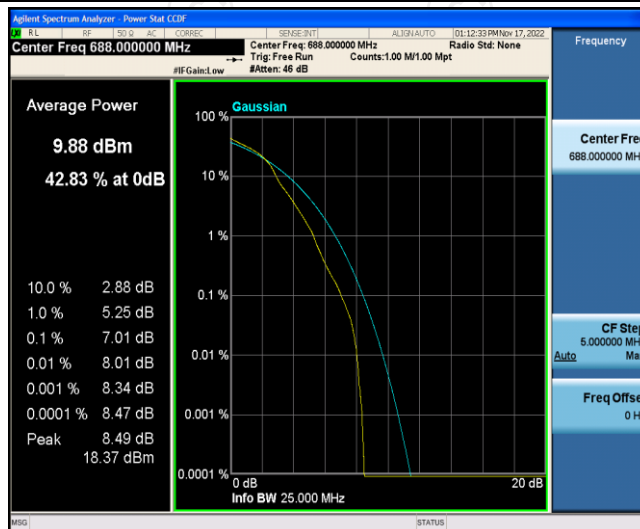 Agilent Spectrum Analyzer - Power Stat CCDF
RL RF 50 Ω AC CORREC SENSE:INT ALIGNAUTO 01:12:33 PM Nov 17, 2022
Center Freq 688.000000 MHz
Center Freq: 688.000000 MHz Radio Std: None
Trig: Free Run Counts:1.00 M/1.00 Mpt
#IFGain:Low #Atten: 46 dB
Frequency
Average Power
9.88 dBm
42.83 % at 0dB
10.0 % 2.88 dB
1.0 % 5.25 dB
0.1 % 7.01 dB
0.01 % 8.01 dB
0.001 % 8.34 dB
0.0001 % 8.47 dB
Peak 8.49 dB
18.37 dBm
Gaussian
100 %
10 %
1 %
0.1 %
0.01 %
0.001 %
0.0001 %
0 dB 20 dB
Info BW 25.000 MHz
Center Fre
688.000000 MH
CF Step
5.000000 MH
Auto Ma
Freq Offse
0 H
MSG STATUS